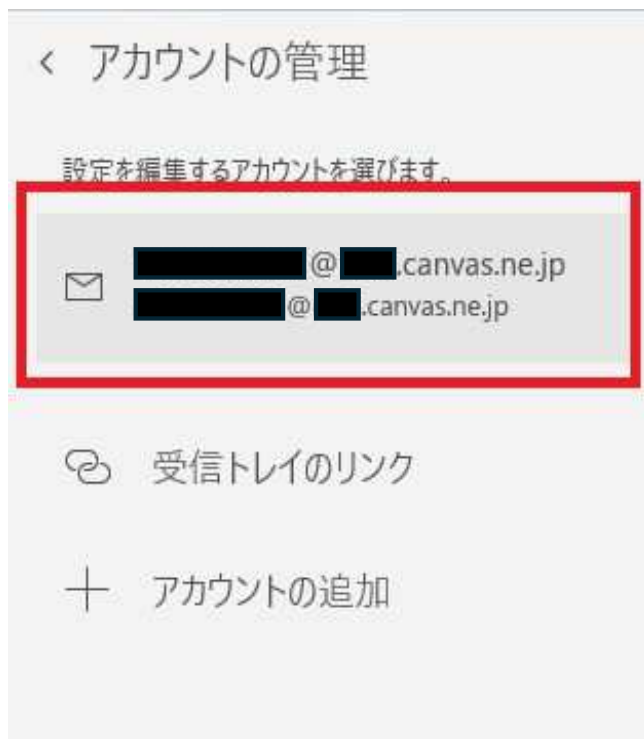 アカウントの管理
設定を編集するアカウントを選びます。
@ .canvas.ne.jp
@ .canvas.ne.jp
受信トレイのリンク
アカウントの追加